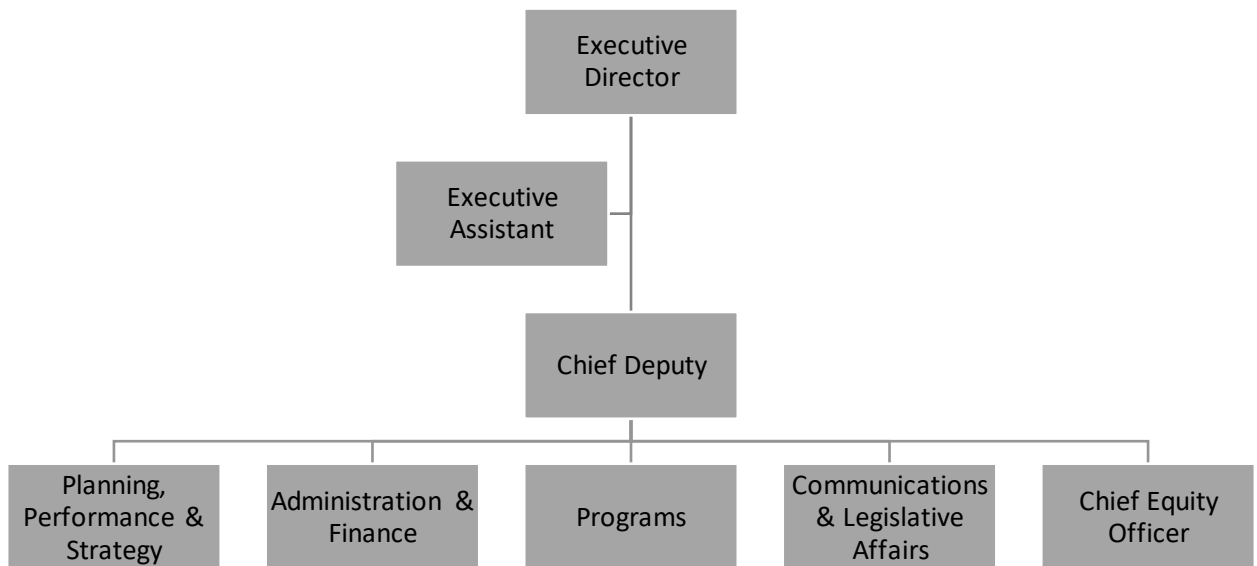 Executive
Director
Executive
Assistant
Chief Deputy
Planning,
Performance &
Strategy
Administration &
Finance
Programs
Communications
& Legislative
Affairs
Chief Equity
Officer